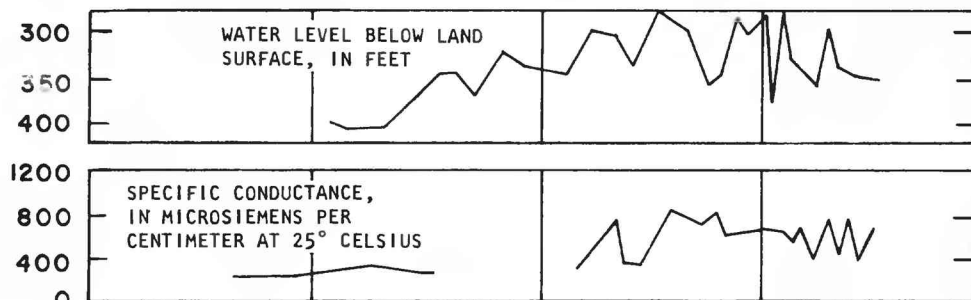 300
WATER LEVEL BELOW LAND
SURFACE, IN FEET
350
400
1200
SPECIFIC CONDUCTANCE,
IN MICROSIEMENS PER
800
CENTIMETER AT 25° CELSIUS
400
0